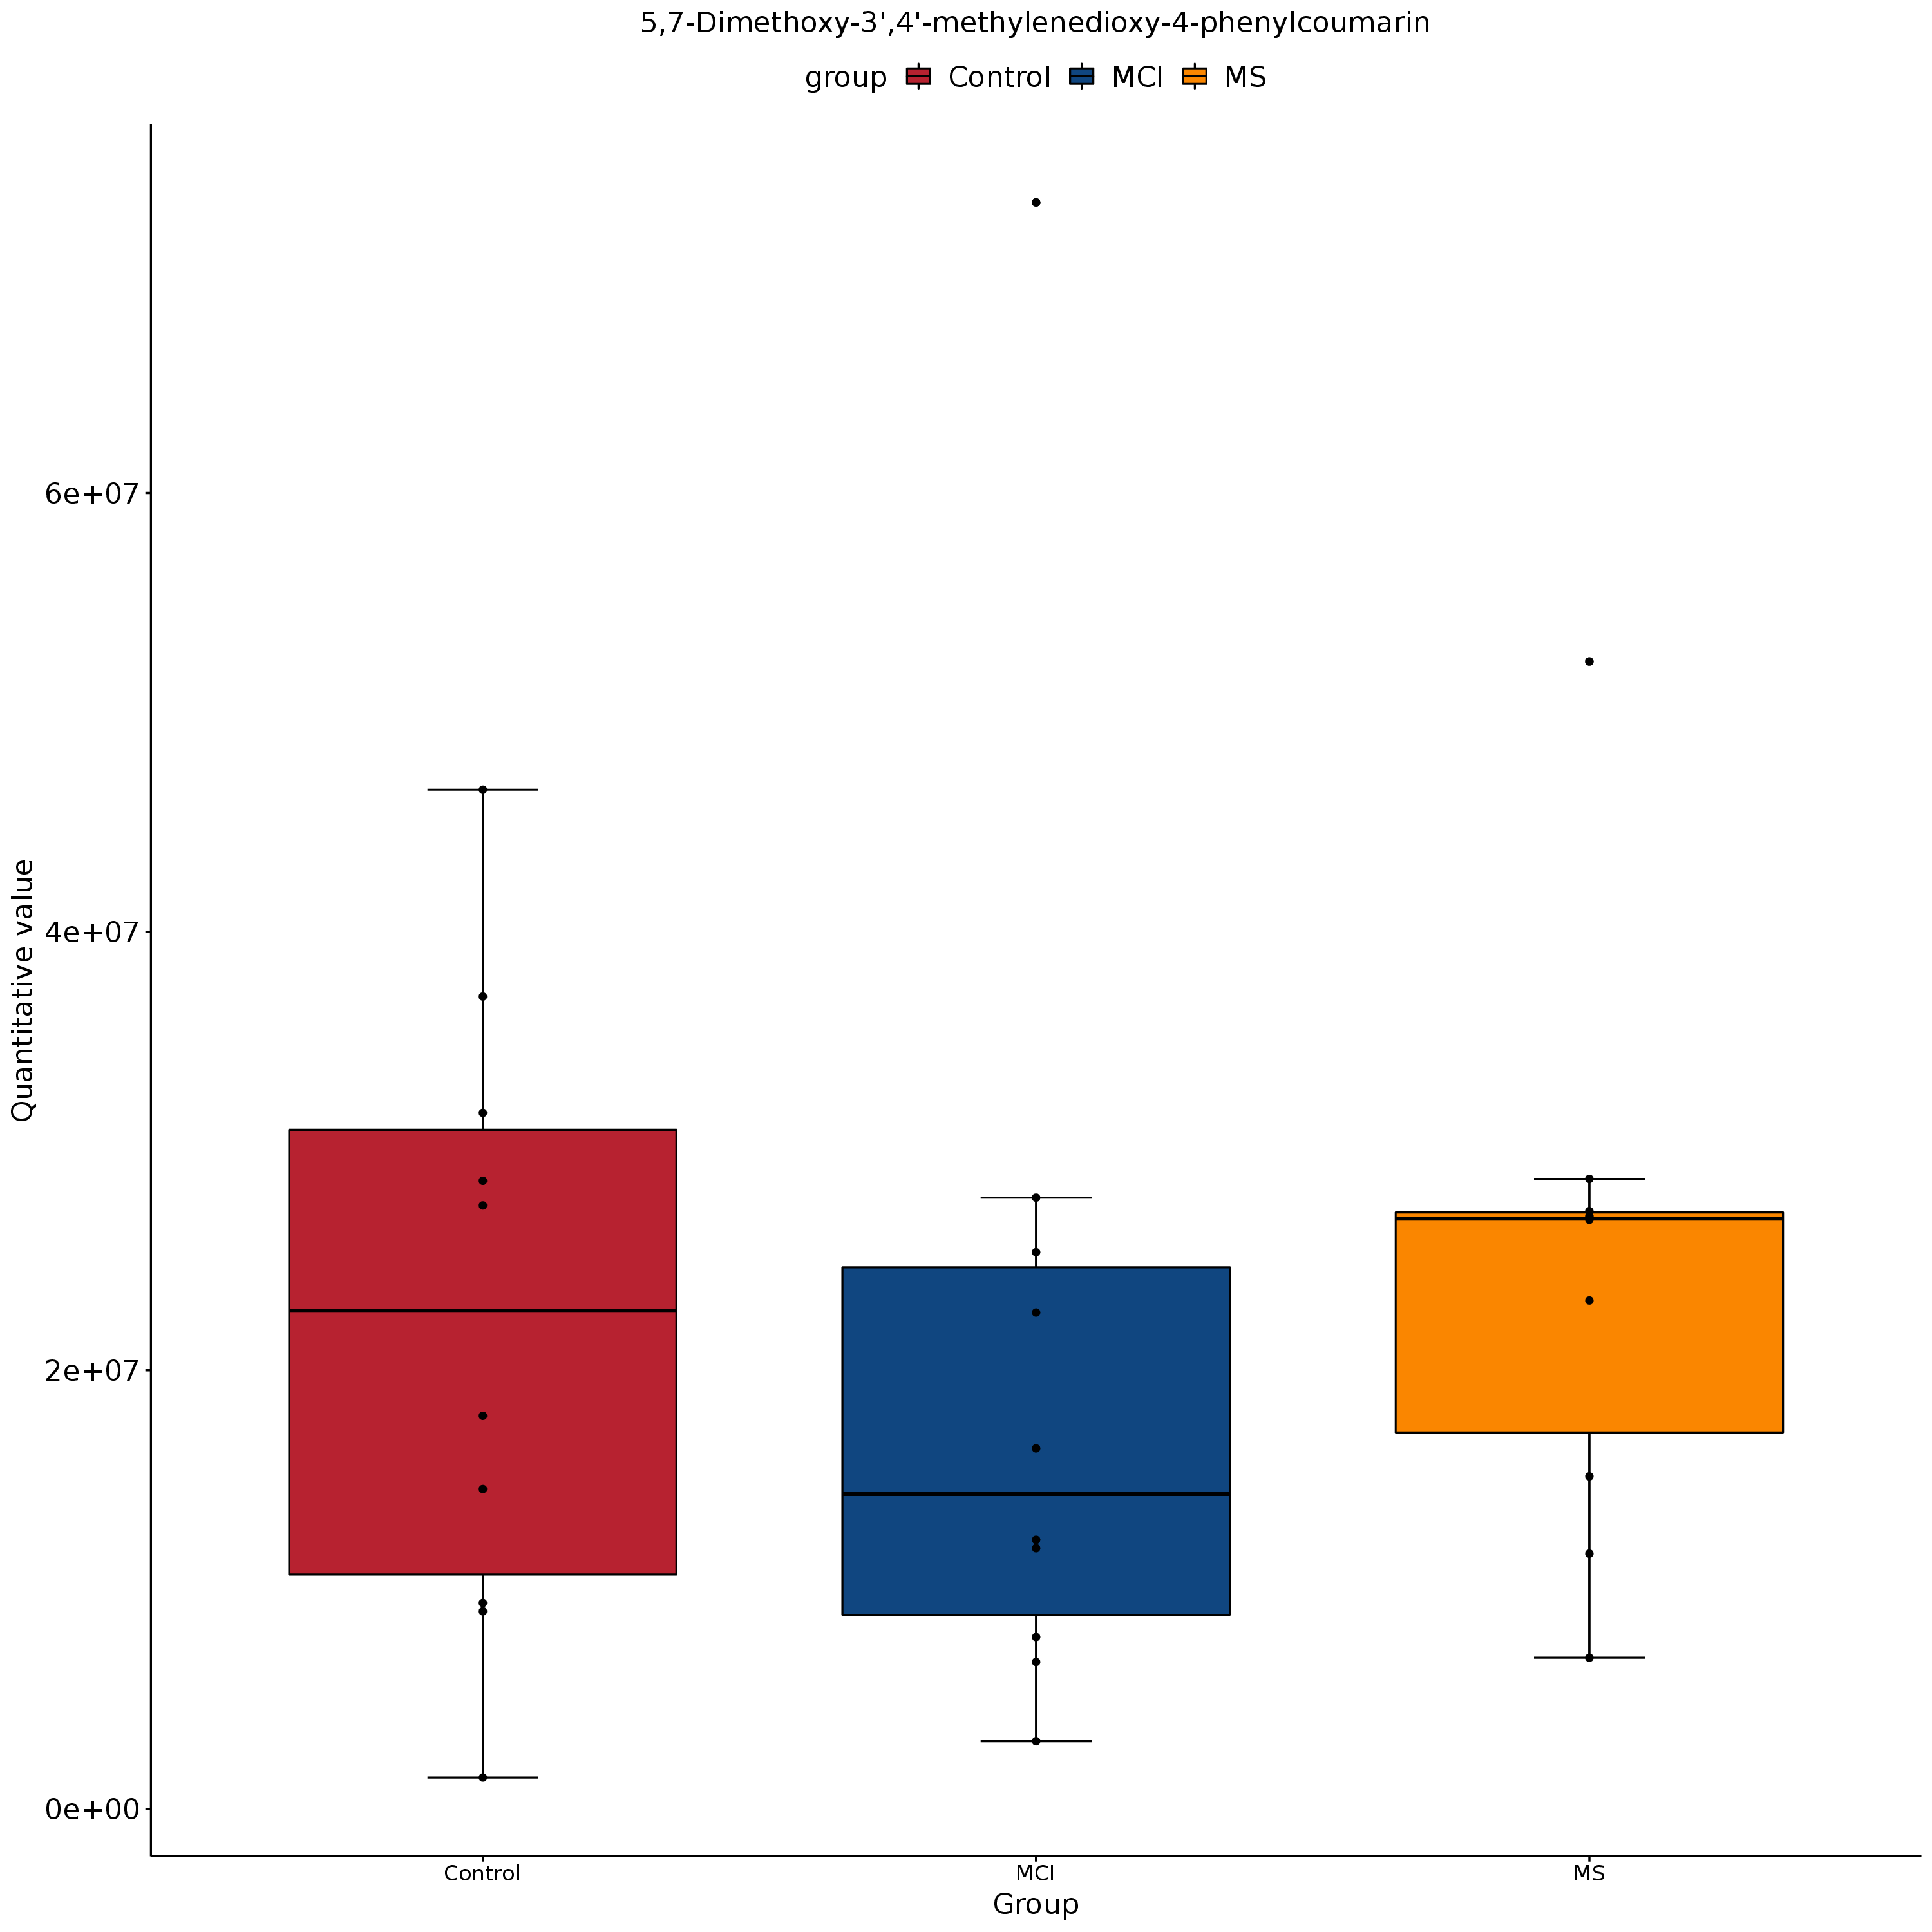 5,7-Dimethoxy-3',4'-methylenedioxy-4-phenylcoumarin
group Control MCI MS
6e+07
4e+07
2e+07
0e+00
Quantitative value
Control MCI MS
Group